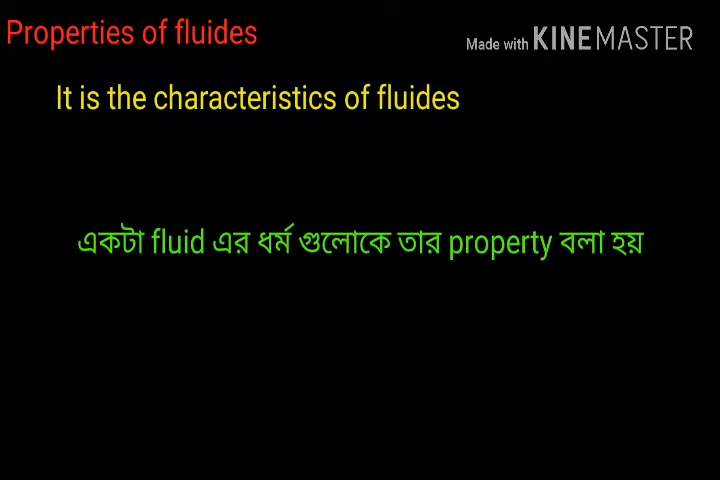 Properties of fluides
Made with KINEMASTER
It is the characteristics of fluides
একটা fluid এর ধর্ম গুলোকে তার property বলা হয়